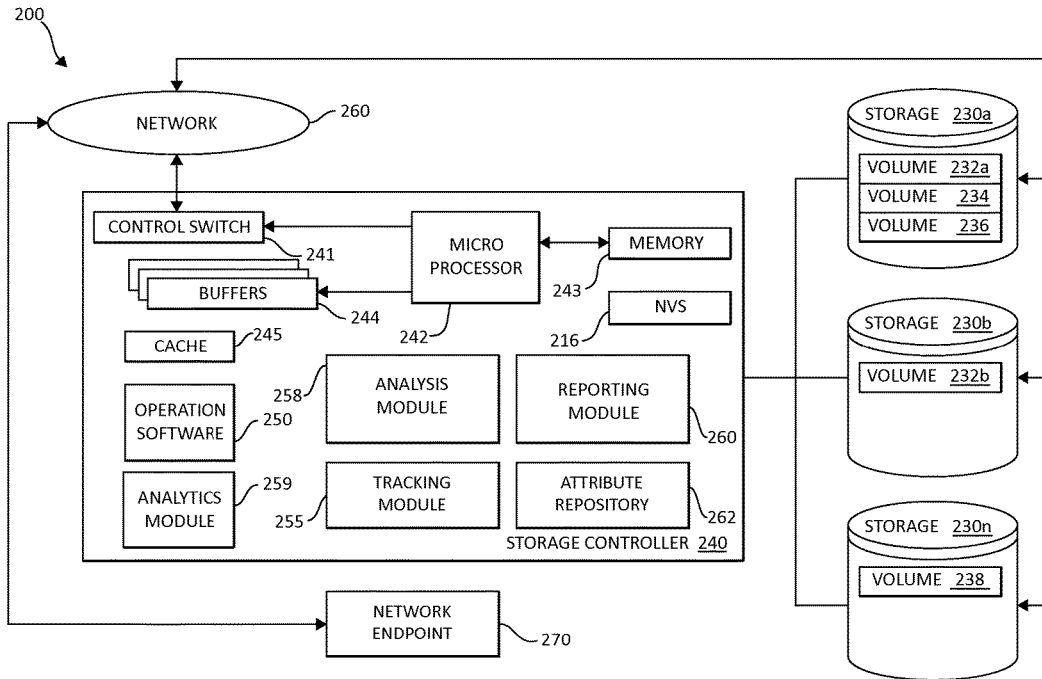 200
NETWORK
260
STORAGE 230a
VOLUME 232a
VOLUME 234
VOLUME 236
CONTROL SWITCH
241
MICRO
PROCESSOR
242
MEMORY
243
BUFFERS
244
NVS
216
CACHE
245
STORAGE 230b
VOLUME 232b
OPERATION
SOFTWARE
250
258
ANALYSIS
MODULE
REPORTING
MODULE
260
ANALYTICS
MODULE
259
255
TRACKING
MODULE
ATTRIBUTE
REPOSITORY
262
STORAGE CONTROLLER 240
STORAGE 230n
VOLUME 238
NETWORK
ENDPOINT
270